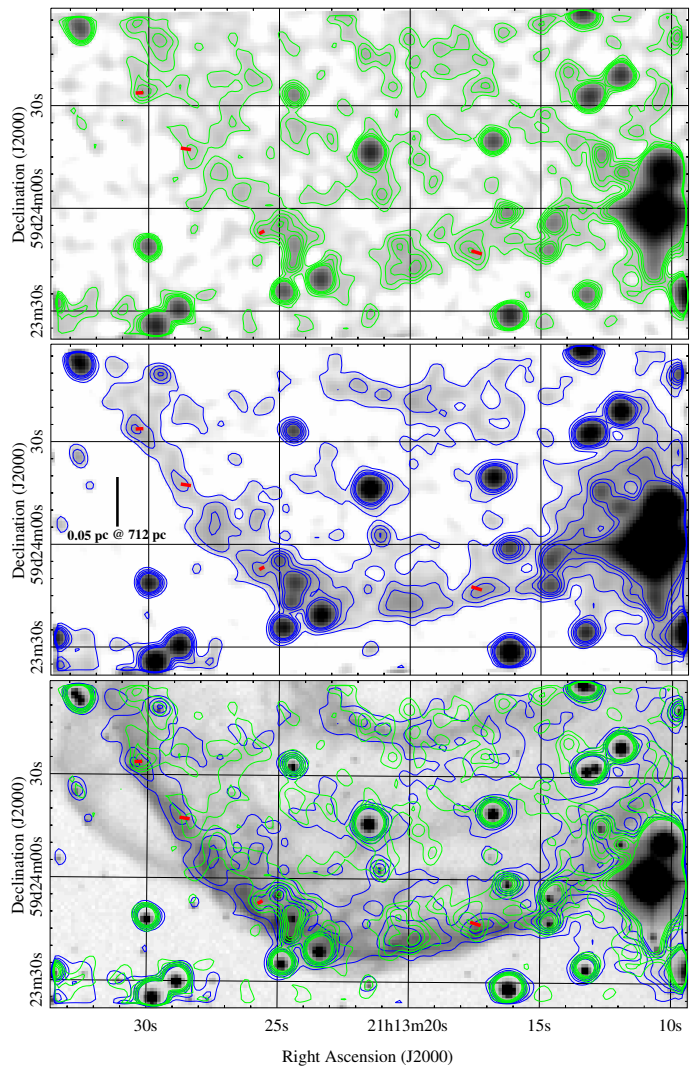 30s
59d24m00s
23m30s
Declination (J2000)
30s
59d24m00s
23m30s
Declination (J2000)
0.05 pc @ 712 pc
30s
59d24m00s
23m30s
Declination (J2000)
30s 25s 21h13m20s 15s 10s
Right Ascension (J2000)